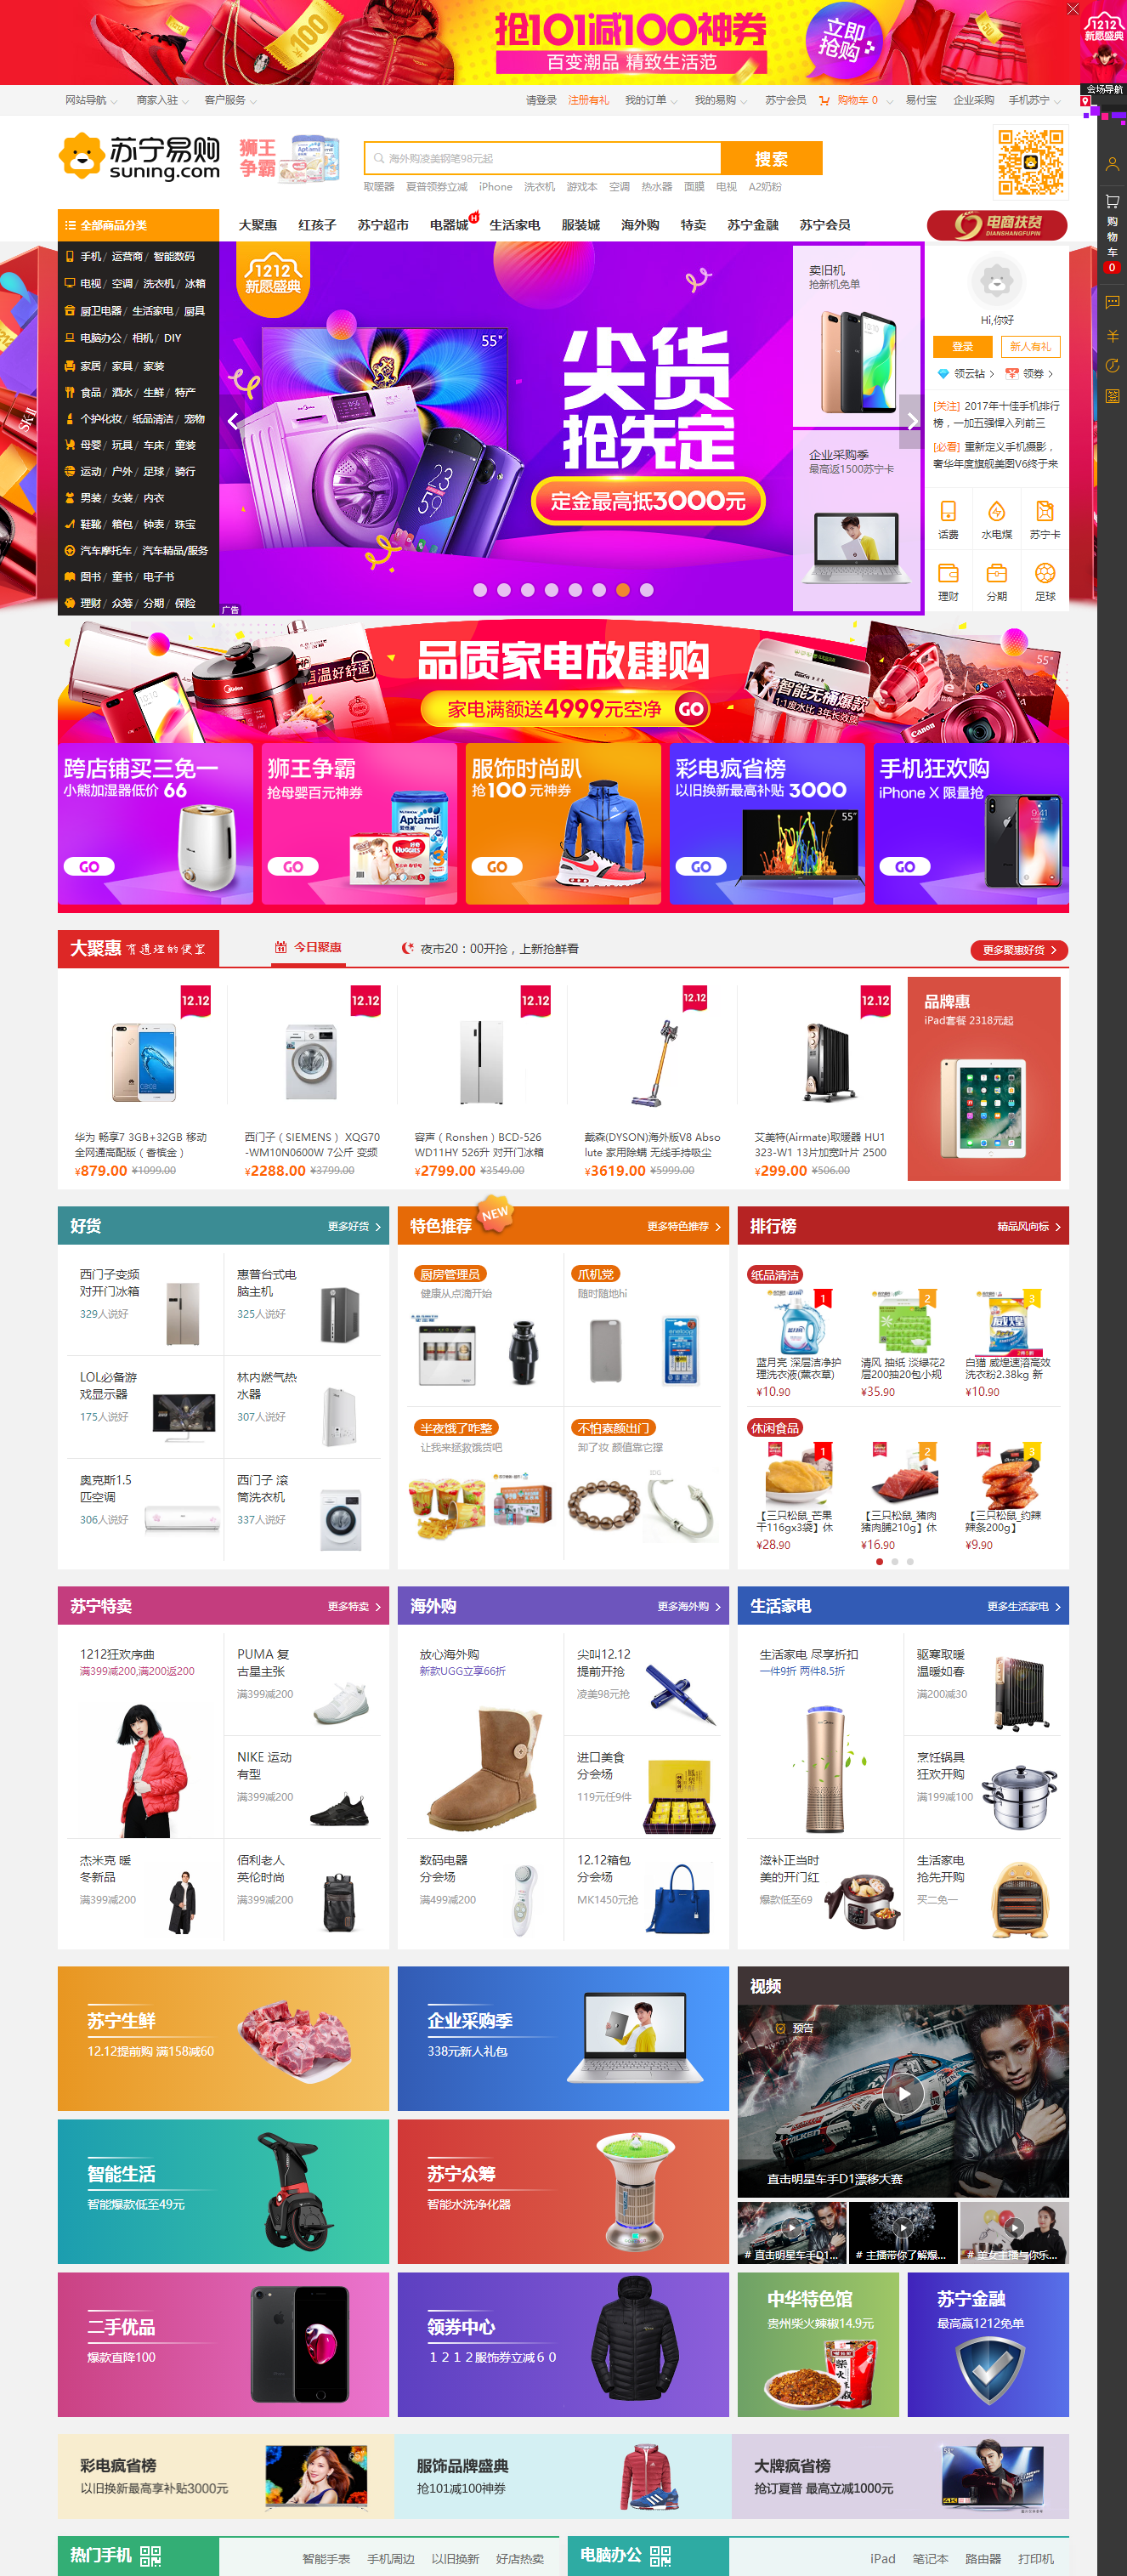 ¥100
抢101减100神券
百变潮品 精致生活范
立即
抢购
1212
新愿盛典
会场导航
网站导航
商家入驻
客户服务
请登录
注册有礼
我的订单
我的易购
苏宁会员
购物车 0
易付宝
企业采购
手机苏宁
苏宁易购
suning.com
狮王
争霸
海外购凌美钢笔98元起
搜索
取暖器 夏普领券立减 iPhone 洗衣机 游戏本 空调 热水器 面膜 电视 A2奶粉
购物车
0
全部商品分类
大聚惠 红孩子 苏宁超市 电器城 生活家电 服装城 海外购 特卖 苏宁金融 苏宁会员
电商扶贫
DIANSHANGFUPIN
手机 / 运营商 / 智能数码
电视 / 空调 / 洗衣机 / 冰箱
厨卫电器 / 生活家电 / 厨具
电脑办公 / 相机 / DIY
家居 / 家具 / 家装
食品 / 酒水 / 生鲜 / 特产
个护化妆 / 纸品清洁 / 宠物
母婴 / 玩具 / 车床 / 童装
运动 / 户外 / 足球 / 骑行
男装 / 女装 / 内衣
鞋靴 / 箱包 / 钟表 / 珠宝
汽车摩托车 / 汽车精品/服务
图书 / 童书 / 电子书
理财 / 众筹 / 分期 / 保险
1212
新愿盛典
55"
尖货
抢先定
定金最高抵3000元
广告
卖旧机
抢新机免单
企业采购季
最高返1500苏宁卡
Hi,你好
登录
新人有礼
领云钻
领券
[关注] 2017年十佳手机排行
榜，一加五强悍入列前三
[必看] 重新定义手机摄影，
奢华年度旗舰美图V6终于来
话费
水电煤
苏宁卡
理财
分期
足球
SK-II
品质家电放肆购
家电满额送4999元空净 GO
恒温好舒适
智能无桶爆款
1:1废水比 3年长效滤
Canon
55"
跨店铺买三免一
小熊加湿器低价 66
GO
狮王争霸
抢母婴百元神券
GO
Aptamil
HUGGIES
服饰时尚趴
抢100元神券
GO
彩电疯省榜
以旧换新最高补贴 3000
55"
GO
手机狂欢购
iPhone X 限量抢
GO
大聚惠 有道理的便宜
今日聚惠
夜市20：00开抢，上新抢鲜看
更多聚惠好货
12.12
12.12
12.12
12.12
12.12
华为 畅享7 3GB+32GB 移动
全网通高配版（香槟金）
¥879.00 ¥1099.00
西门子（SIEMENS） XQG70
-WM10N0600W 7公斤 变频
¥2288.00 ¥3799.00
容声（Ronshen）BCD-526
WD11HY 526升 对开门冰箱
¥2799.00 ¥3549.00
戴森(DYSON)海外版V8 Abso
lute 家用除螨 无线手持吸尘
¥3619.00 ¥5999.00
艾美特(Airmate)取暖器 HU1
323-W1 13片加宽叶片 2500
¥299.00 ¥506.00
品牌惠
iPad套餐 2318元起
好货
更多好货
西门子变频
对开门冰箱
329人说好
惠普台式电
脑主机
325人说好
LOL必备游
戏显示器
175人说好
林内燃气热
水器
307人说好
奥克斯1.5
匹空调
306人说好
西门子 滚
筒洗衣机
337人说好
特色推荐
NEW
更多特色推荐
厨房管理员
健康从点滴开始
爪机党
随时随地hi
半夜饿了咋整
让我来拯救饿货吧
不怕素颜出门
卸了妆 颜值靠它撑
排行榜
精品风向标
纸品清洁
1
2
3
蓝月亮 深层洁净护
理洗衣液(薰衣草)
¥10.90
清风 抽纸 淡绿花2
层200抽20包小规
¥35.90
白猫 威煌速溶高效
洗衣粉2.38kg 新
¥10.90
休闲食品
1
2
3
【三只松鼠_芒果
干116gx3袋】休
¥28.90
【三只松鼠_猪肉
猪肉脯210g】休
¥16.90
【三只松鼠_约辣
辣条200g】
¥9.90
苏宁特卖
更多特卖
1212狂欢序曲
满399减200,满200返200
PUMA 复
古星主张
满399减200
NIKE 运动
有型
满399减200
杰米克 暖
冬新品
满399减200
佰利老人
英伦时尚
满399减200
海外购
更多海外购
放心海外购
新款UGG立享66折
尖叫12.12
提前开抢
凌美98元抢
进口美食
分会场
119元任9件
数码电器
分会场
满499减200
12.12箱包
分会场
MK1450元抢
生活家电
更多生活家电
生活家电 尽享折扣
一件9折 两件8.5折
驱寒取暖
温暖如春
满200减30
烹饪锅具
狂欢开购
满199减100
滋补正当时
美的开门红
爆款低至69
生活家电
抢先开购
买二免一
苏宁生鲜
12.12提前购 满158减60
企业采购季
338元新人礼包
视频
预告
直击明星车手D1漂移大赛
# 直击明星车手D1...
# 主播带你了解爆...
# 美女主播与你乐...
智能生活
智能爆款低至49元
苏宁众筹
智能水洗净化器
二手优品
爆款直降100
领券中心
１２１２服饰券立减６０
中华特色馆
贵州柴火辣椒14.9元
苏宁金融
最高赢1212免单
彩电疯省榜
以旧换新最高享补贴3000元
服饰品牌盛典
抢101减100神券
大牌疯省榜
抢订夏普 最高立减1000元
热门手机
智能手表 手机周边 以旧换新 好店热卖
电脑办公
iPad 笔记本 路由器 打印机